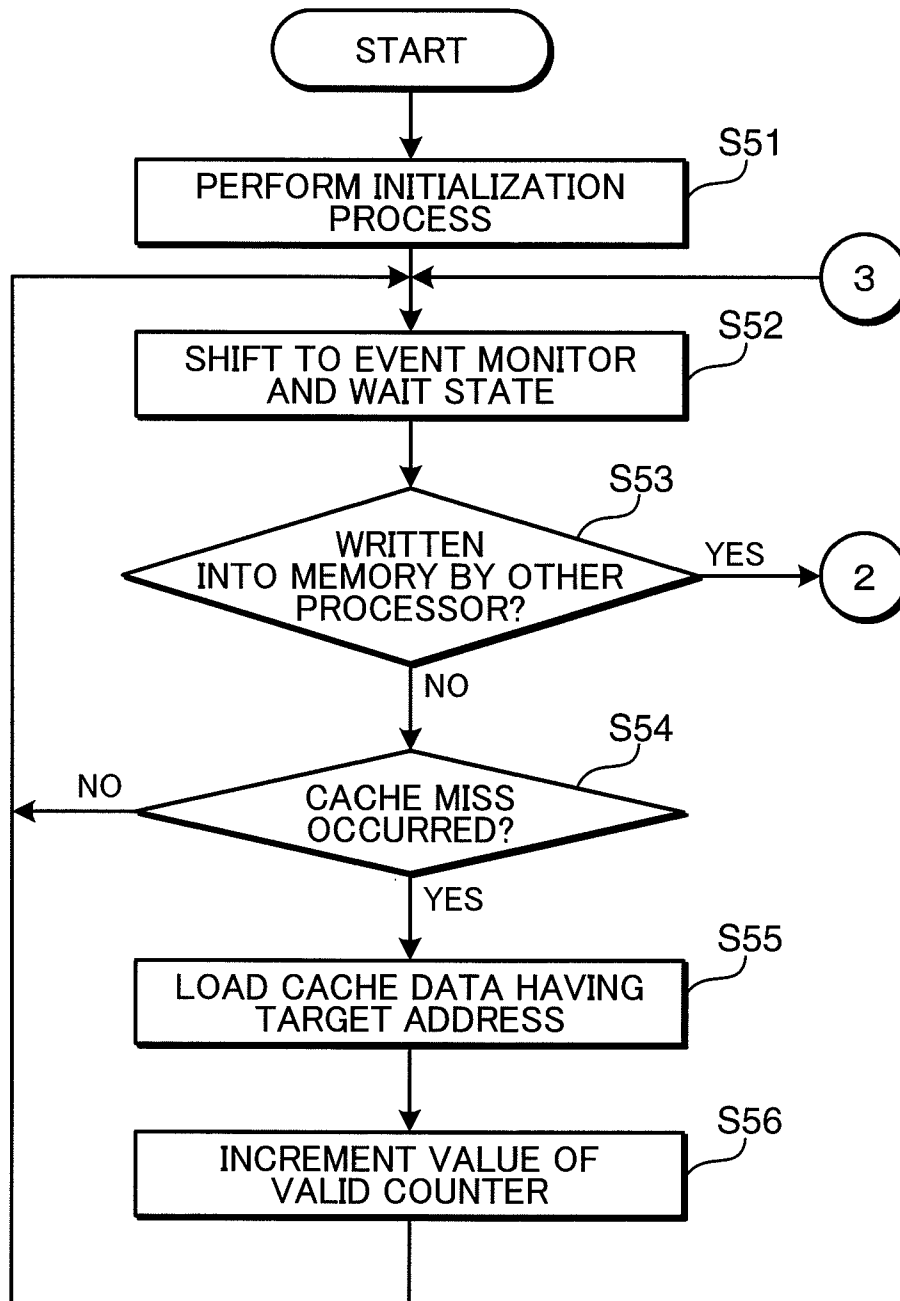 START
S51
PERFORM INITIALIZATION
PROCESS
3
S52
SHIFT TO EVENT MONITOR
AND WAIT STATE
S53
WRITTEN
INTO MEMORY BY OTHER
PROCESSOR?
YES
2
NO
S54
CACHE MISS
OCCURRED?
NO
YES
S55
LOAD CACHE DATA HAVING
TARGET ADDRESS
S56
INCREMENT VALUE OF
VALID COUNTER